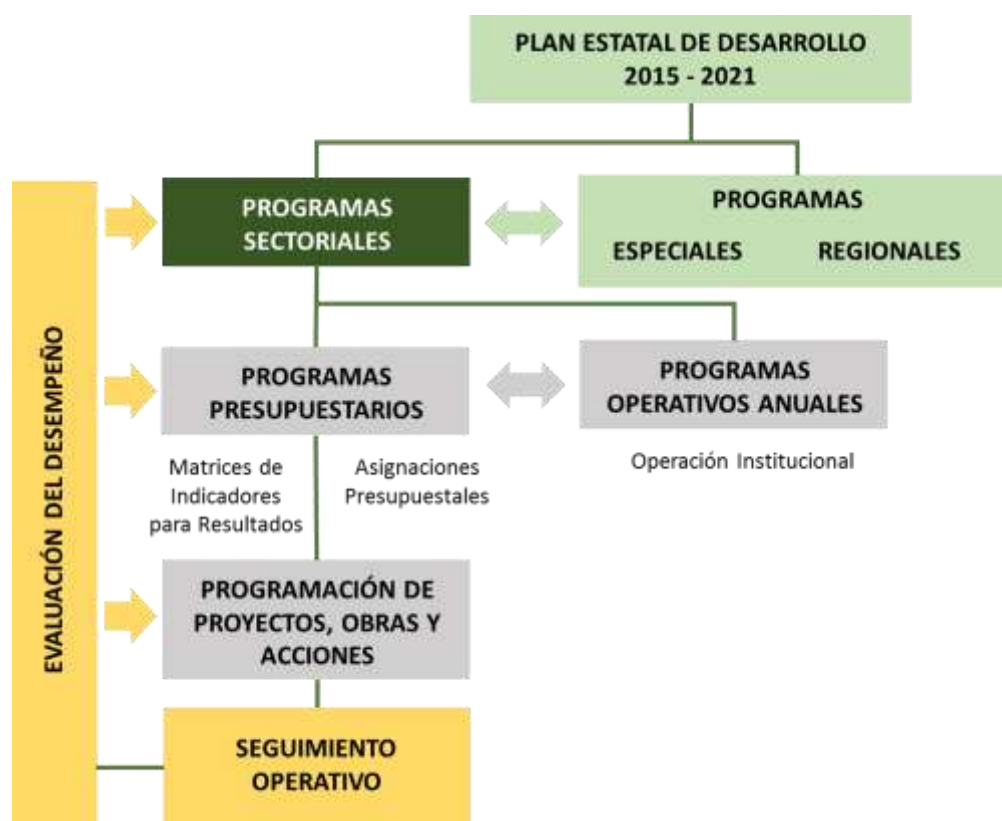 PLAN ESTATAL DE DESARROLLO
2015 - 2021
PROGRAMAS
SECTORIALES
PROGRAMAS
ESPECIALES
REGIONALES
EVALUACIÓN DEL DESEMPEÑO
PROGRAMAS
PRESUPUESTARIOS
PROGRAMAS
OPERATIVOS ANUALES
Matrices de
Indicadores
para Resultados
Asignaciones
Presupuestales
Operación Institucional
PROGRAMACIÓN DE
PROYECTOS, OBRAS Y
ACCIONES
SEGUIMIENTO
OPERATIVO